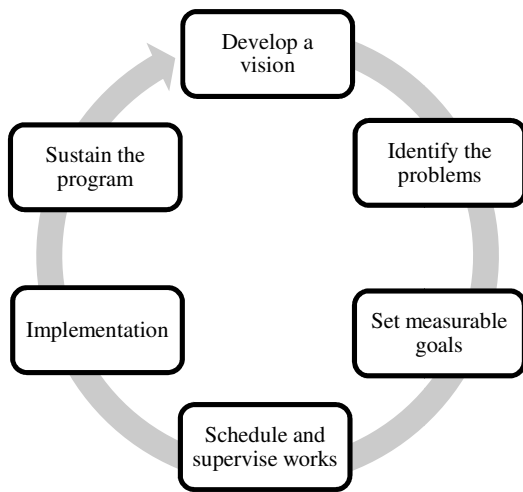 Develop a
vision
Identify the
problems
Set measurable
goals
Schedule and
supervise works
Implementation
Sustain the
program